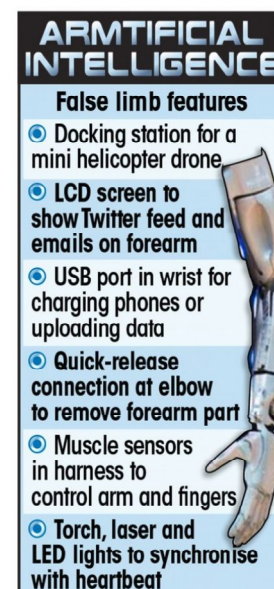 ARMTIFICIAL
INTELLIGENCE
False limb features
Docking station for a
mini helicopter drone
LCD screen to
show Twitter feed and
emails on forearm
USB port in wrist for
charging phones or
uploading data
Quick-release
connection at elbow
to remove forearm part
Muscle sensors
in harness to
control arm and fingers
Torch, laser and
LED lights to synchronise
with heartbeat